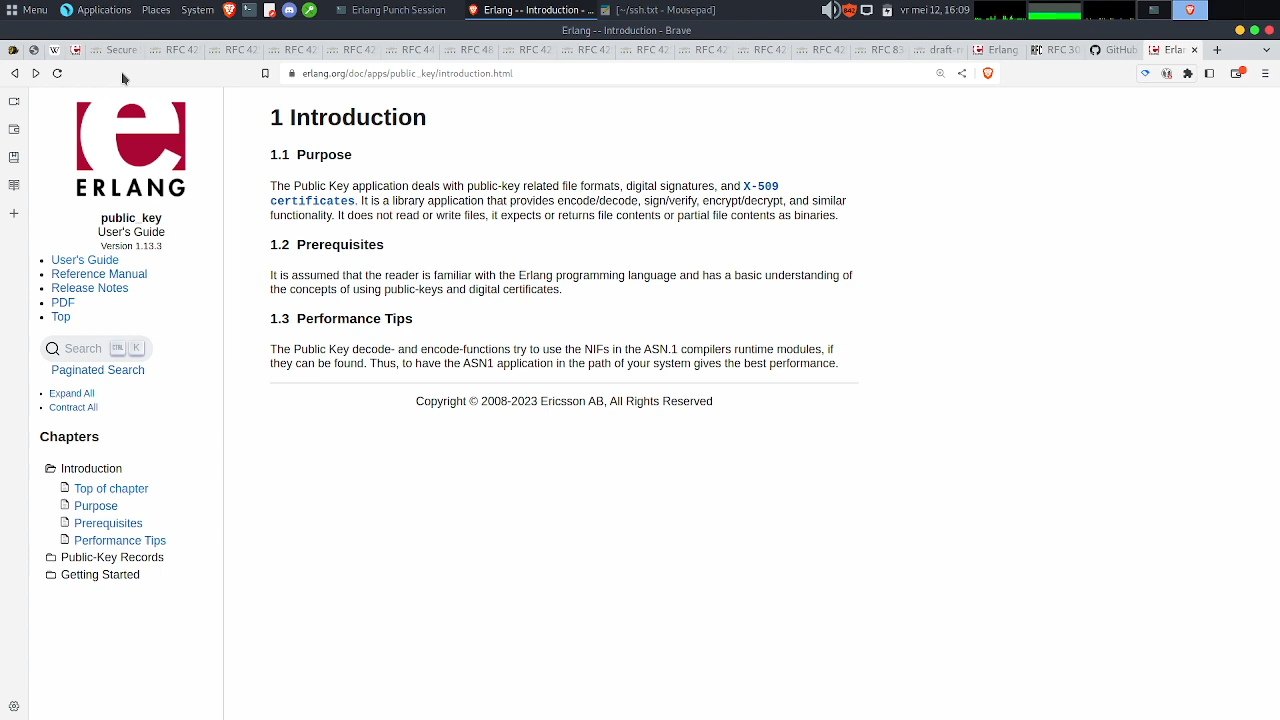 Menu Applications Places System Erlang Punch Session Erlang -- Introduction - ... [~/ssh.txt - Mousepad] 842 vr mei 12, 16:09
Erlang -- Introduction - Brave
W Secure RFC 42 RFC 42 RFC 42 RFC 42 RFC 44 RFC 48 RFC 42 RFC 42 RFC 42 RFC 42 RFC 42 RFC 42 RFC 83 draft-m Erlang RFC 30 GitHub Erlan
erlang.org/doc/apps/public_key/introduction.html
ERLANG
public_key
User's Guide
Version 1.13.3
User's Guide
Reference Manual
Release Notes
PDF
Top
Search CTRL K
Paginated Search
Expand All
Contract All
Chapters
Introduction
Top of chapter
Purpose
Prerequisites
Performance Tips
Public-Key Records
Getting Started
1 Introduction
1.1 Purpose
The Public Key application deals with public-key related file formats, digital signatures, and X-509
certificates. It is a library application that provides encode/decode, sign/verify, encrypt/decrypt, and similar
functionality. It does not read or write files, it expects or returns file contents or partial file contents as binaries.
1.2 Prerequisites
It is assumed that the reader is familiar with the Erlang programming language and has a basic understanding of
the concepts of using public-keys and digital certificates.
1.3 Performance Tips
The Public Key decode- and encode-functions try to use the NIFs in the ASN.1 compilers runtime modules, if
they can be found. Thus, to have the ASN1 application in the path of your system gives the best performance.
Copyright © 2008-2023 Ericsson AB, All Rights Reserved